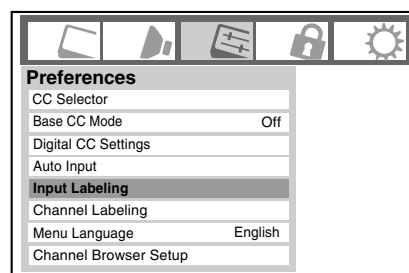 Preferences
CC Selector
Base CC Mode Off
Digital CC Settings
Auto Input
Input Labeling
Channel Labeling
Menu Language English
Channel Browser Setup